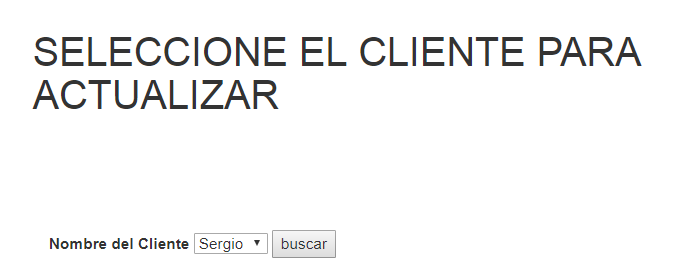 SELECCIONE EL CLIENTE PARA
ACTUALIZAR
Nombre del Cliente Sergio buscar